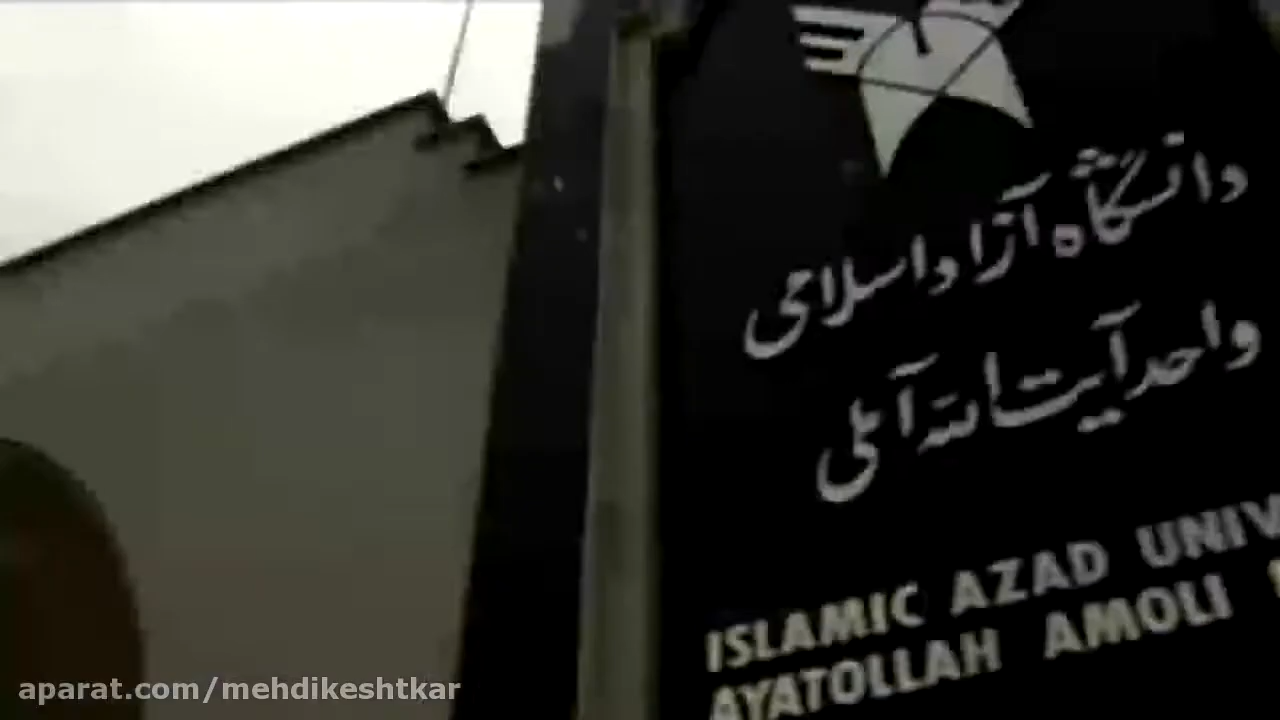 دانشگاه آزاد اسلامی
واحد آیت الله آملی
ISLAMIC AZAD UNIV
AYATOLLAH AMOLI
aparat.com/mehdikeshtkar